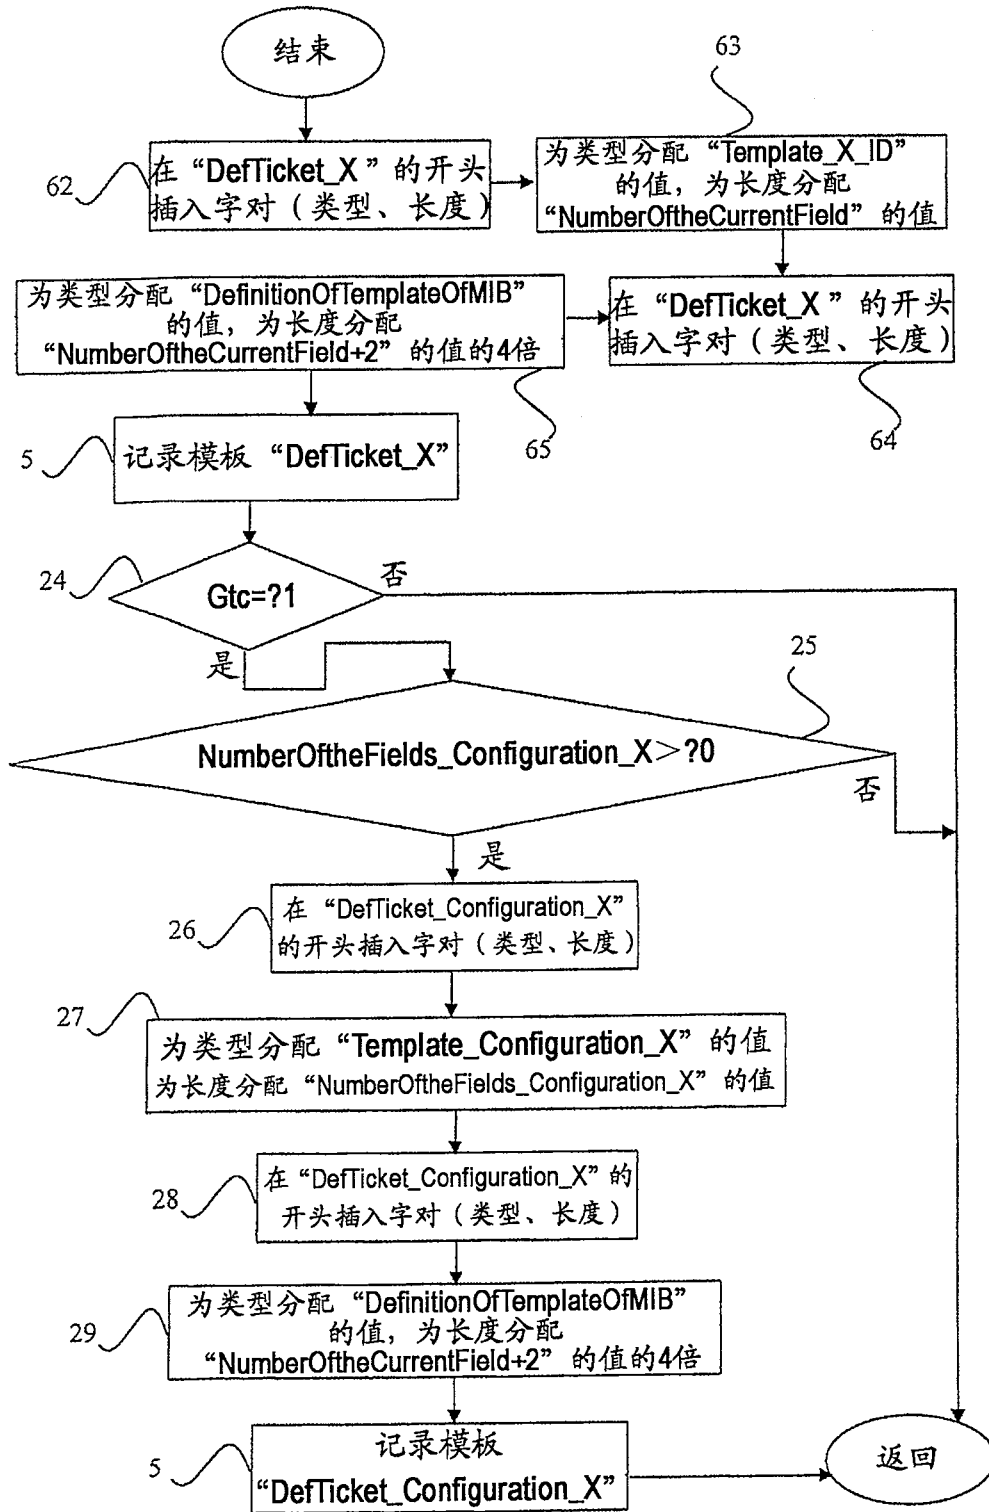 结束
63
62
在“DefTicket_X”的开头
插入字对（类型、长度）
为类型分配“Template_X_ID”
的值，为长度分配
“NumberOftheCurrentField”的值
为类型分配“DefinitionOfTemplateOfMIB”
的值，为长度分配
“NumberOftheCurrentField+2”的值的4倍
在“DefTicket_X”的开头
插入字对（类型、长度）
65
64
5
记录模板“DefTicket_X”
24
Gtc=?1
否
是
25
NumberOftheFields_Configuration_X＞?0
否
是
26
在“DefTicket_Configuration_X”
的开头插入字对（类型、长度）
27
为类型分配“Template_Configuration_X”的值
为长度分配“NumberOftheFields_Configuration_X”的值
28
在“DefTicket_Configuration_X”的
开头插入字对（类型、长度）
29
为类型分配“DefinitionOfTemplateOfMIB”
的值，为长度分配
“NumberOftheCurrentField+2”的值的4倍
5
记录模板
“DefTicket_Configuration_X”
返回